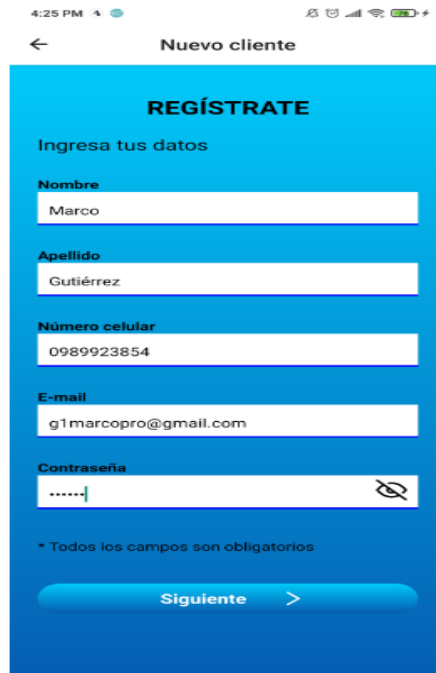 4:25 PM
76
Nuevo cliente
REGÍSTRATE
Ingresa tus datos
Nombre
Marco
Apellido
Gutiérrez
Número celular
0989923854
E-mail
g1marcopro@gmail.com
Contraseña
······
* Todos los campos son obligatorios
Siguiente >